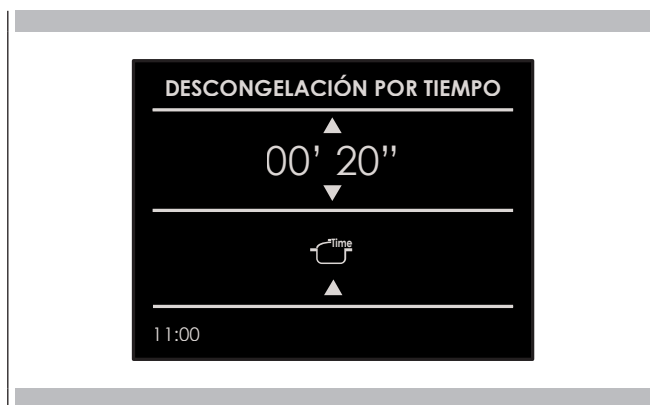 DESCONGELACIÓN POR TIEMPO
00’ 20”
Time
11:00